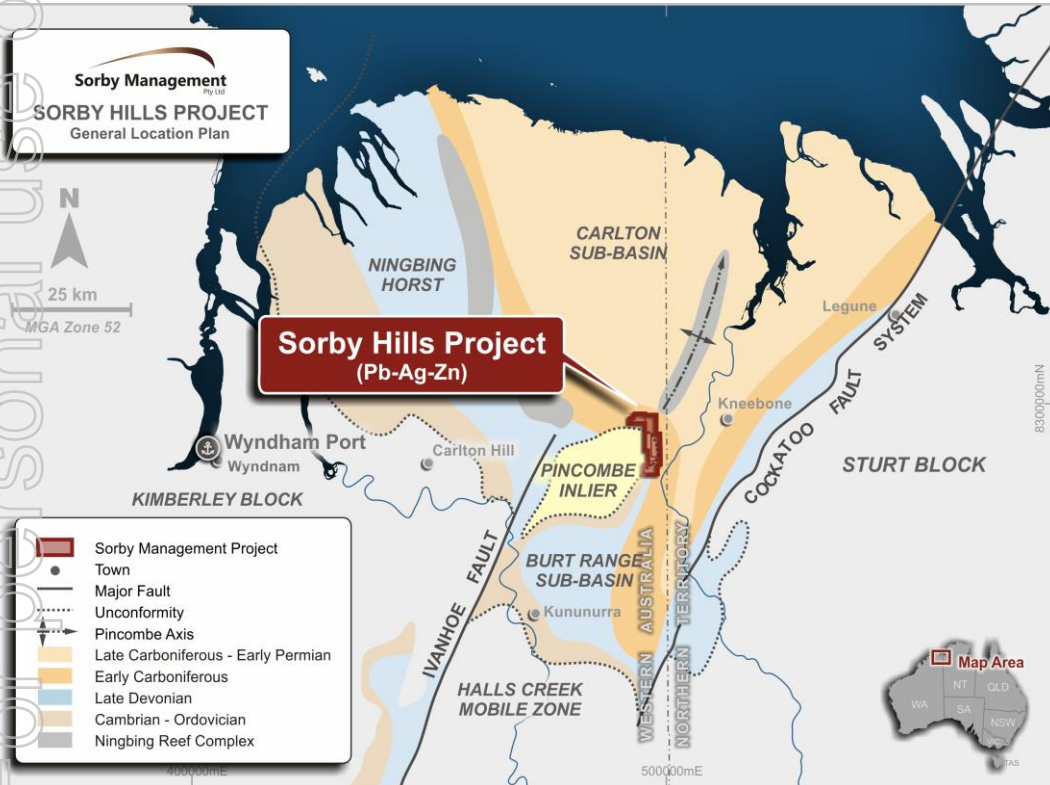 For personal use o
Sorby Management
Pty Ltd
SORBY HILLS PROJECT
General Location Plan
N
25 km
MGA Zone 52
NINGBING
HORST
CARLTON
SUB-BASIN
Legune
COCKATOO FAULT SYSTEM
Sorby Hills Project
(Pb-Ag-Zn)
8300000mN
Kneebone
Wyndham Port
Wyndnam
Carlton Hill
PINCOMBE
INLIER
STURT BLOCK
KIMBERLEY BLOCK
IVANHOE FAULT
BURT RANGE
SUB-BASIN
Kununurra
WESTERN AUSTRALIA
NORTHERN TERRITORY
HALLS CREEK
MOBILE ZONE
Sorby Management Project
Town
Major Fault
Unconformity
Pincombe Axis
Late Carboniferous - Early Permian
Early Carboniferous
Late Devonian
Cambrian - Ordovician
Ningbing Reef Complex
Map Area
NT
QLD
WA
SA
NSW
TAS
400000mE
500000mE